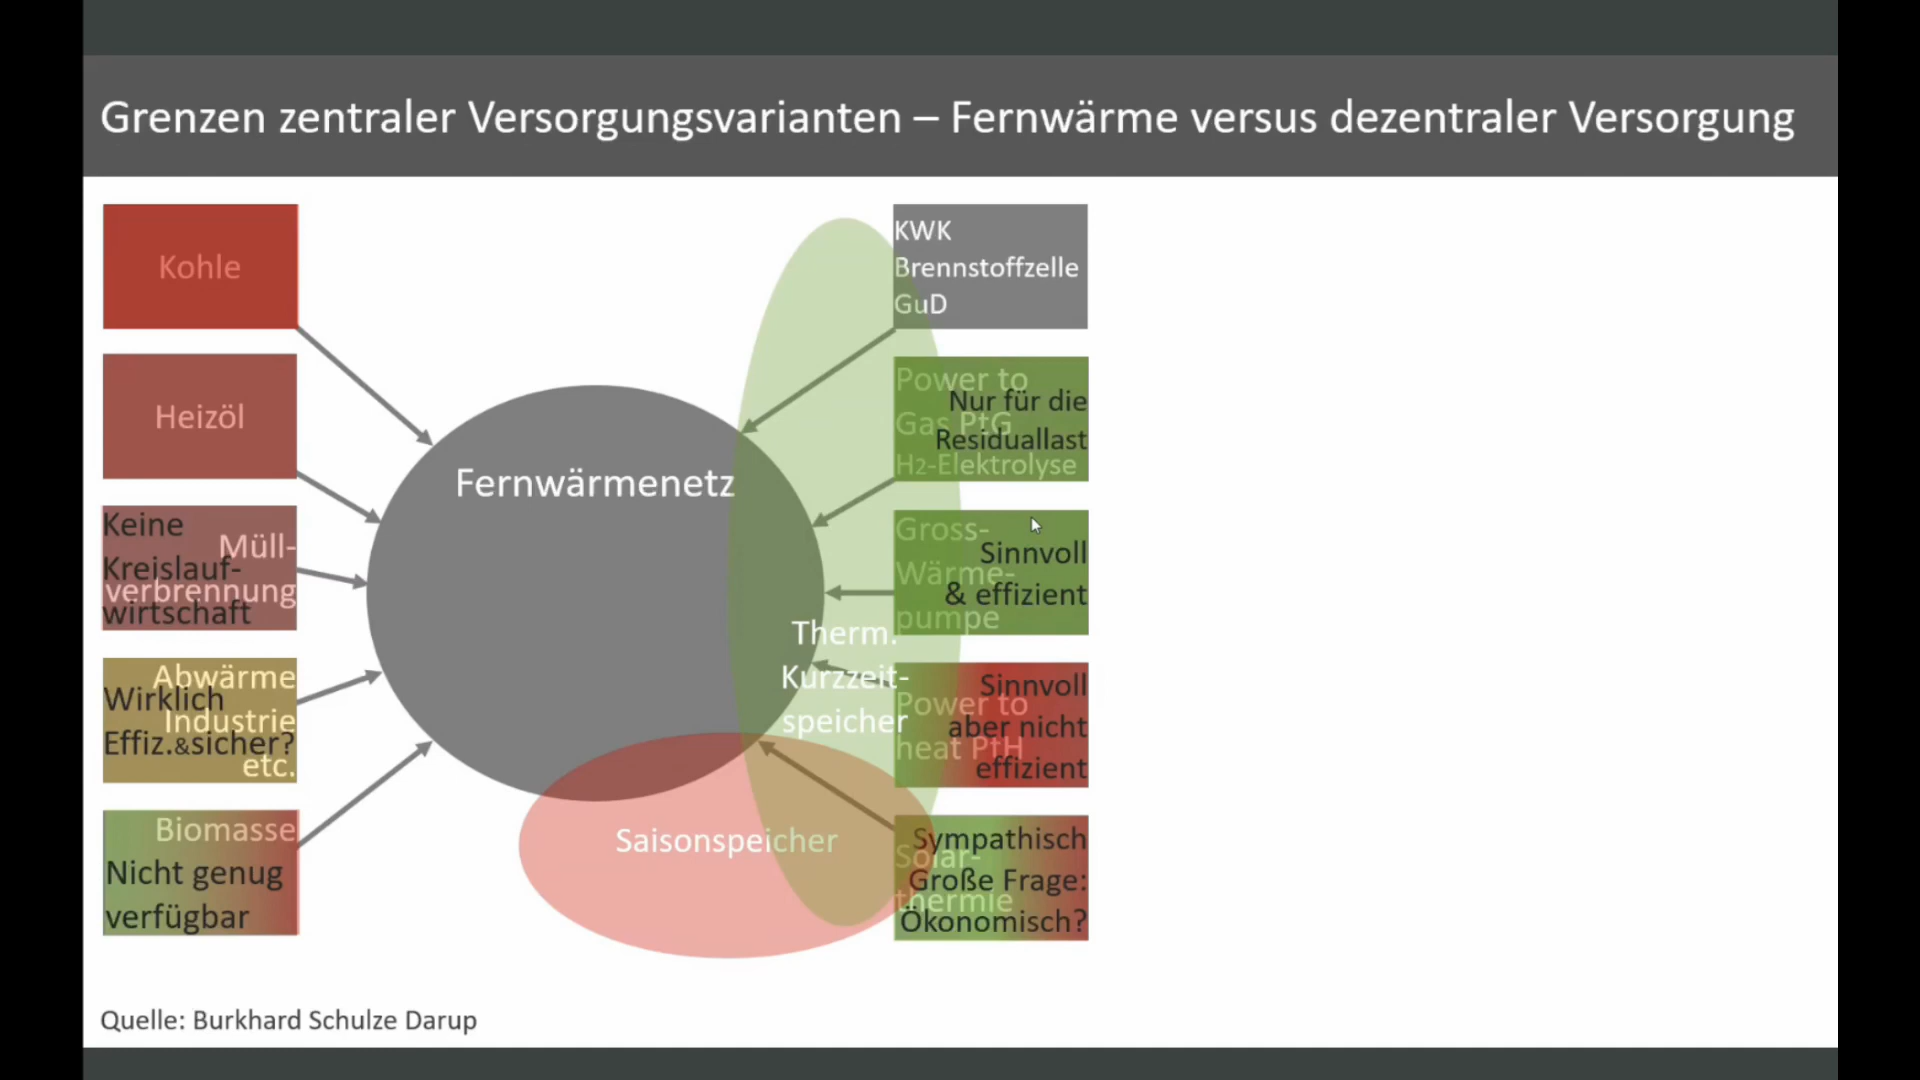 Grenzen zentraler Versorgungsvarianten – Fernwärme versus dezentraler Versorgung
Kohle
Heizöl
Müll-
verbrennung
Keine
Kreislauf-
wirtschaft
Abwärme
Industrie
etc.
Wirklich
Effiz.&sicher?
Biomasse
Nicht genug
verfügbar
Fernwärmenetz
Therm.
Kurzzeit-
speicher
Saisonspeicher
KWK
Brennstoffzelle
GuD
Power to
Gas PtG
H2-Elektrolyse
Nur für die
Residuallast
Gross-
Wärme-
pumpe
Sinnvoll
& effizient
Power to
heat PtH
Sinnvoll
aber nicht
effizient
Solar-
thermie
Sympathisch
Große Frage:
Ökonomisch?
Quelle: Burkhard Schulze Darup